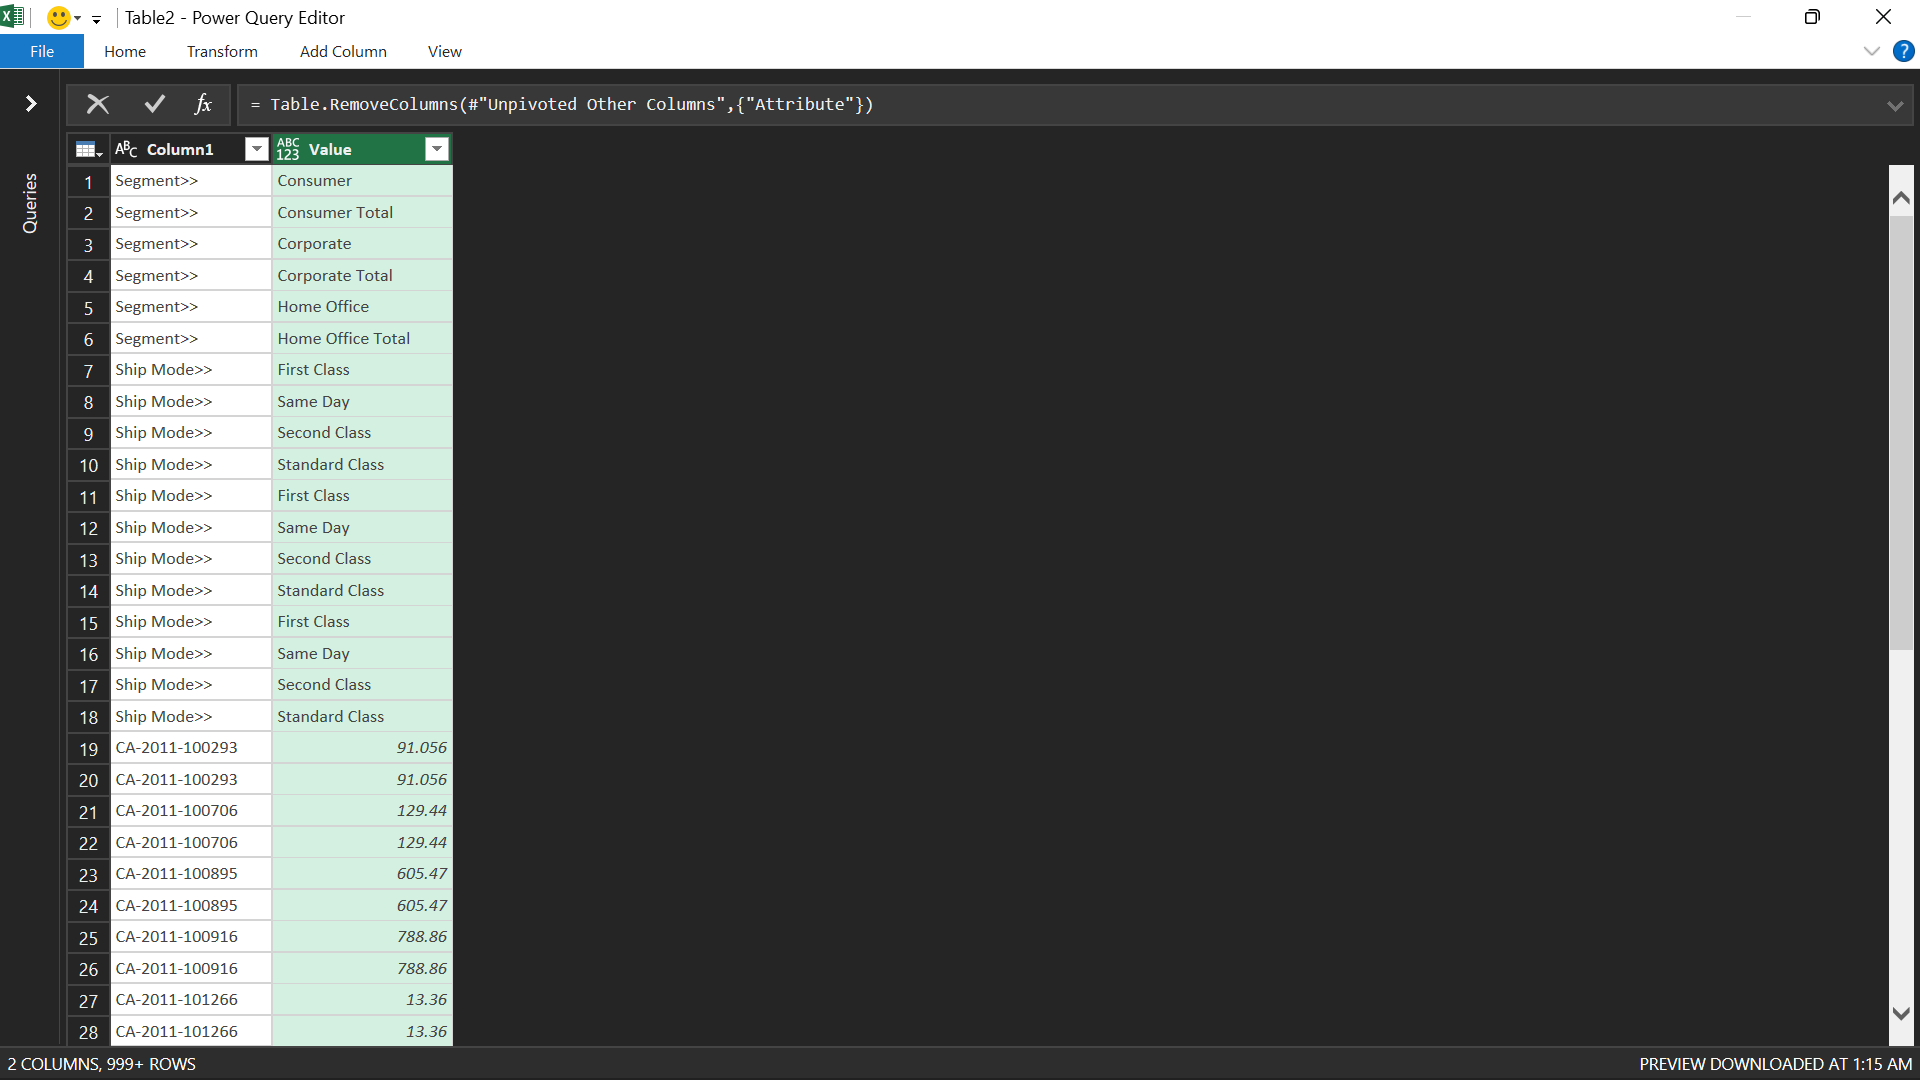 Table2 - Power Query Editor
File Home Transform Add Column View ?
= Table.RemoveColumns(#"Unpivoted Other Columns",{"Attribute"})
Queries
ABC Column1 ABC 123 Value
1 Segment>> Consumer
2 Segment>> Consumer Total
3 Segment>> Corporate
4 Segment>> Corporate Total
5 Segment>> Home Office
6 Segment>> Home Office Total
7 Ship Mode>> First Class
8 Ship Mode>> Same Day
9 Ship Mode>> Second Class
10 Ship Mode>> Standard Class
11 Ship Mode>> First Class
12 Ship Mode>> Same Day
13 Ship Mode>> Second Class
14 Ship Mode>> Standard Class
15 Ship Mode>> First Class
16 Ship Mode>> Same Day
17 Ship Mode>> Second Class
18 Ship Mode>> Standard Class
19 CA-2011-100293 91.056
20 CA-2011-100293 91.056
21 CA-2011-100706 129.44
22 CA-2011-100706 129.44
23 CA-2011-100895 605.47
24 CA-2011-100895 605.47
25 CA-2011-100916 788.86
26 CA-2011-100916 788.86
27 CA-2011-101266 13.36
28 CA-2011-101266 13.36
2 COLUMNS, 999+ ROWS PREVIEW DOWNLOADED AT 1:15 AM